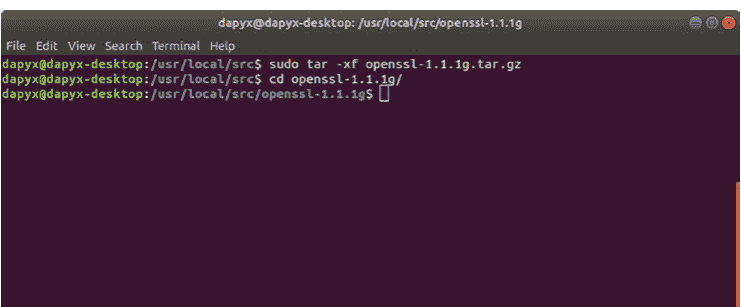 dapyx@dapyx-desktop: /usr/local/src/openssl-1.1.1g
File Edit View Search Terminal Help
dapyx@dapyx-desktop:/usr/local/src$ sudo tar -xf openssl-1.1.1g.tar.gz
dapyx@dapyx-desktop:/usr/local/src$ cd openssl-1.1.1g/
dapyx@dapyx-desktop:/usr/local/src/openssl-1.1.1g$